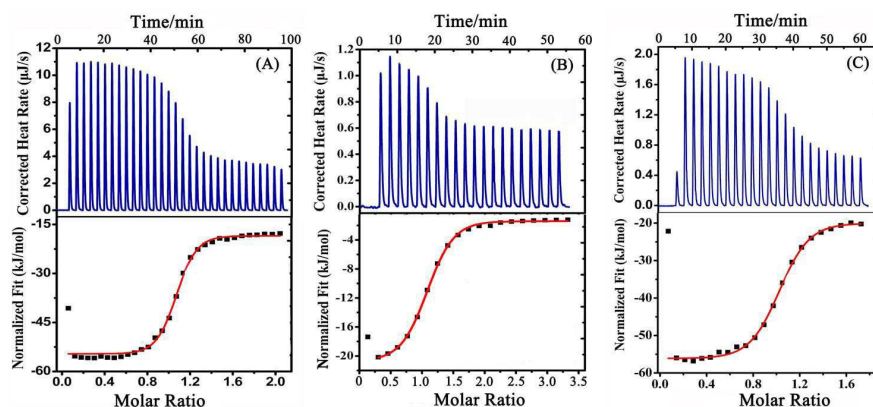 Time/min
0 20 40 60 80 100
Corrected Heat Rate (µJ/s)
12
10
8
6
4
2
0
(A)
Normalized Fit (kJ/mol)
-15
-30
-45
-60
0.0 0.4 0.8 1.2 1.6 2.0
Molar Ratio
Time/min
0 10 20 30 40 50 60
Corrected Heat Rate (µJ/s)
1.2
1.0
0.8
0.6
0.4
0.2
0.0
(B)
Normalized Fit (kJ/mol)
-4
-8
-12
-16
-20
0.0 0.5 1.0 1.5 2.0 2.5 3.0 3.5
Molar Ratio
Time/min
0 10 20 30 40 50 60
Corrected Heat Rate (µJ/s)
2.0
1.6
1.2
0.8
0.4
0.0
(C)
Normalized Fit (kJ/mol)
-20
-30
-40
-50
-60
0.0 0.4 0.8 1.2 1.6
Molar Ratio